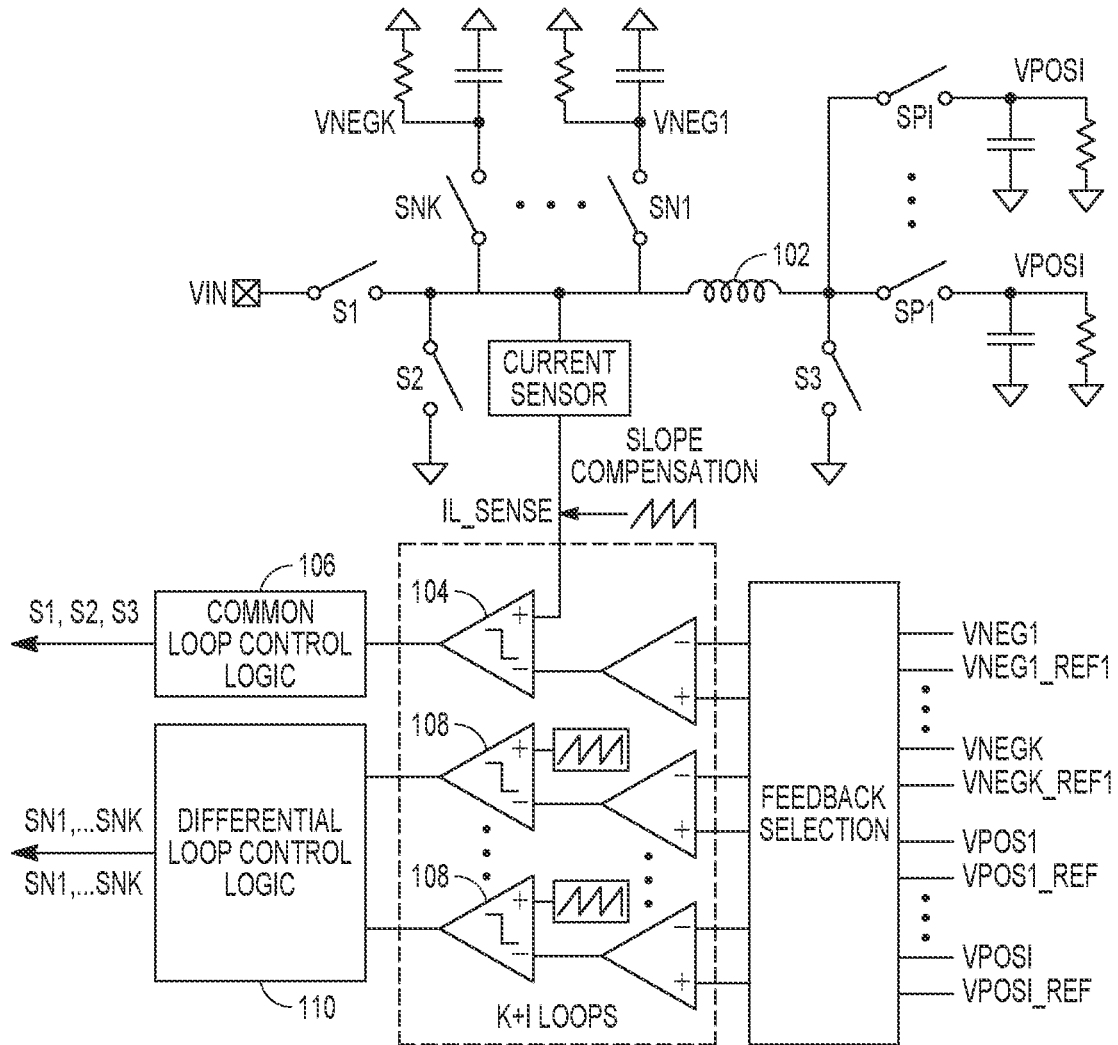 VNEGK
VNEG1
VPOSI
SPI
SNK
SN1
102
VIN
S1
SP1
VPOSI
S2
CURRENT
SENSOR
S3
SLOPE
COMPENSATION
IL_SENSE
106
104
S1, S2, S3
COMMON
LOOP CONTROL
LOGIC
+
−
−
+
VNEG1
VNEG1_REF1
108
+
−
−
+
VNEGK
VNEGK_REF1
FEEDBACK
SELECTION
SN1,...SNK
SN1,...SNK
DIFFERENTIAL
LOOP CONTROL
LOGIC
VPOS1
VPOS1_REF
108
+
−
−
+
VPOSI
VPOSI_REF
110
K+I LOOPS